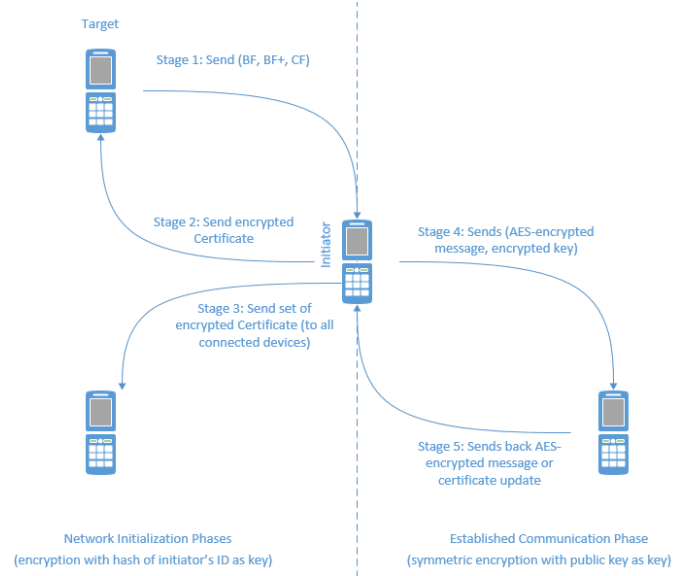 Target
Stage 1: Send (BF, BF+, CF)
Stage 2: Send encrypted
Certificate
Initiator
Stage 4: Sends (AES-encrypted
message, encrypted key)
Stage 3: Send set of
encrypted Certificate (to all
connected devices)
Stage 5: Sends back AES-
encrypted message or
certificate update
Network Initialization Phases
(encryption with hash of initiator's ID as key)
Established Communication Phase
(symmetric encryption with public key as key)